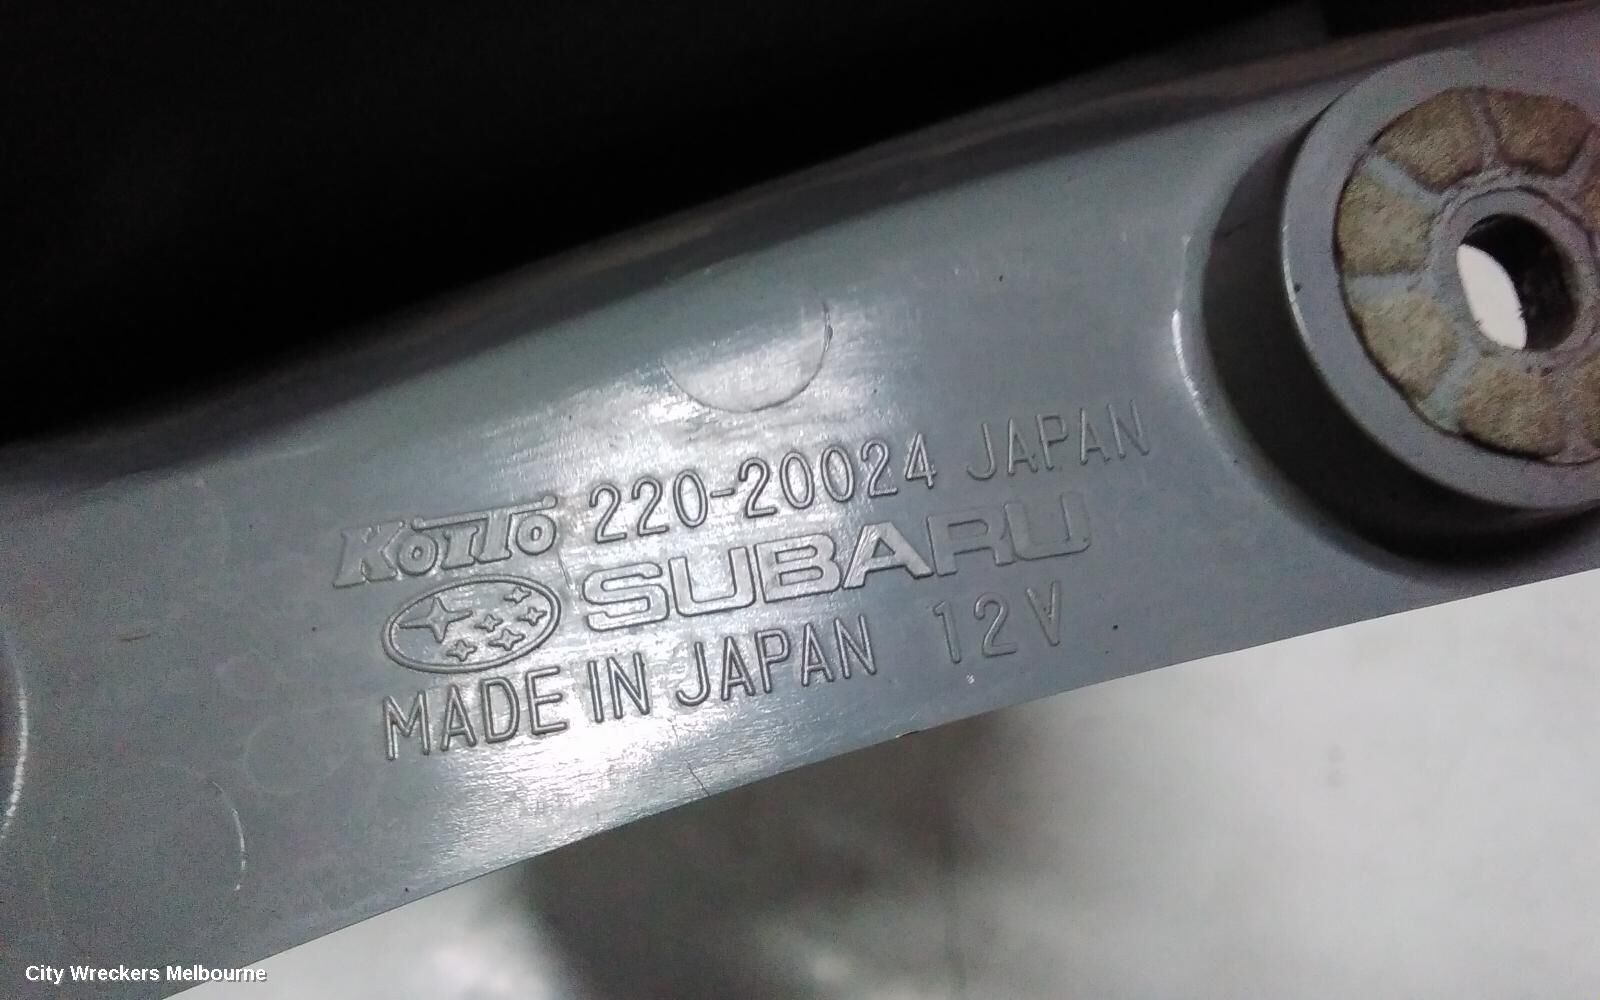 KOITO 220-20024 JAPAN
SUBARU
MADE IN JAPAN 12V
City Wreckers Melbourne